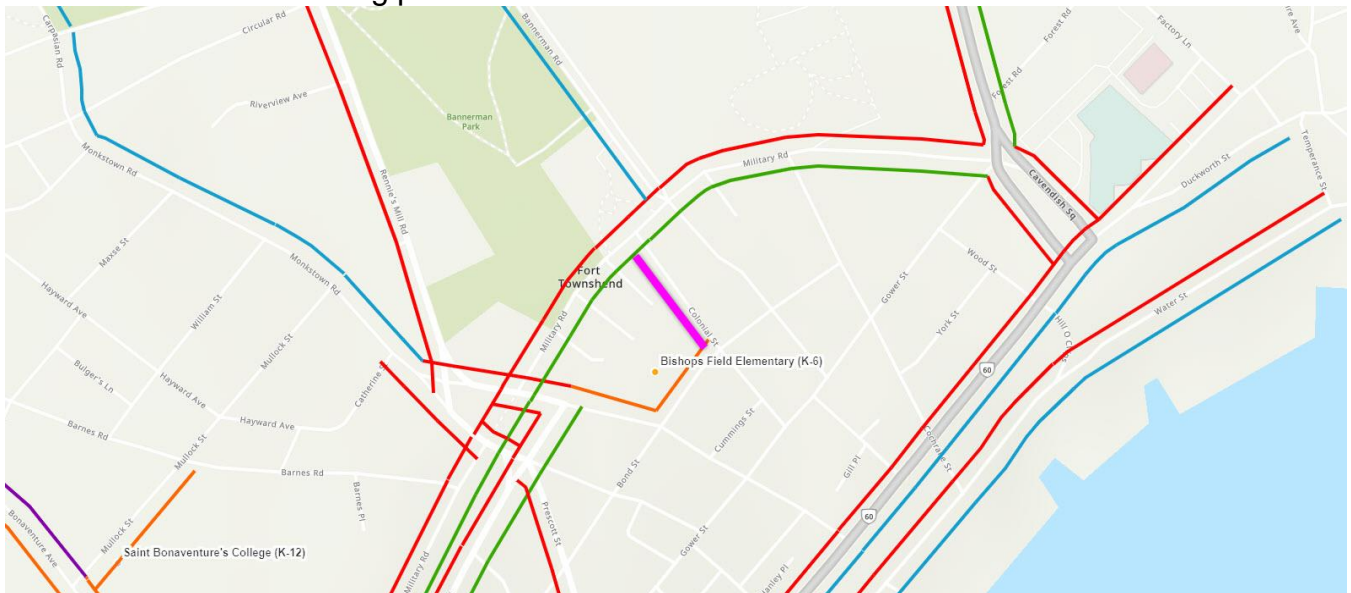 Circular Rd
Carpasian Rd
Bannerman Rd
Forest Rd
Factory Ln
Riverview Ave
Bannerman
Park
Forest Rd
Monkstown Rd
Rennie's Mill Rd
Military Rd
Cavendish Sq
Duckworth St
Temperance St
Maxse St
Monkstown Rd
William St
Fort
Townshend
Wood St
Gower St
Hayward Ave
Mullock St
Military Rd
Colonial St
York St
Hill O Chips
Water St
Bulger's Ln
Catherine St
Bishops Field Elementary (K-6)
60
Hayward Ave
Hayward Ave
Barnes Rd
Mullock St
Cummings St
Cochrane St
Barnes Rd
Bond St
Gill Pl
Barnes Pl
Prescott St
60
Bonaventure Ave
Mullock St
Gower St
Saint Bonaventure's College (K-12)
Military Rd